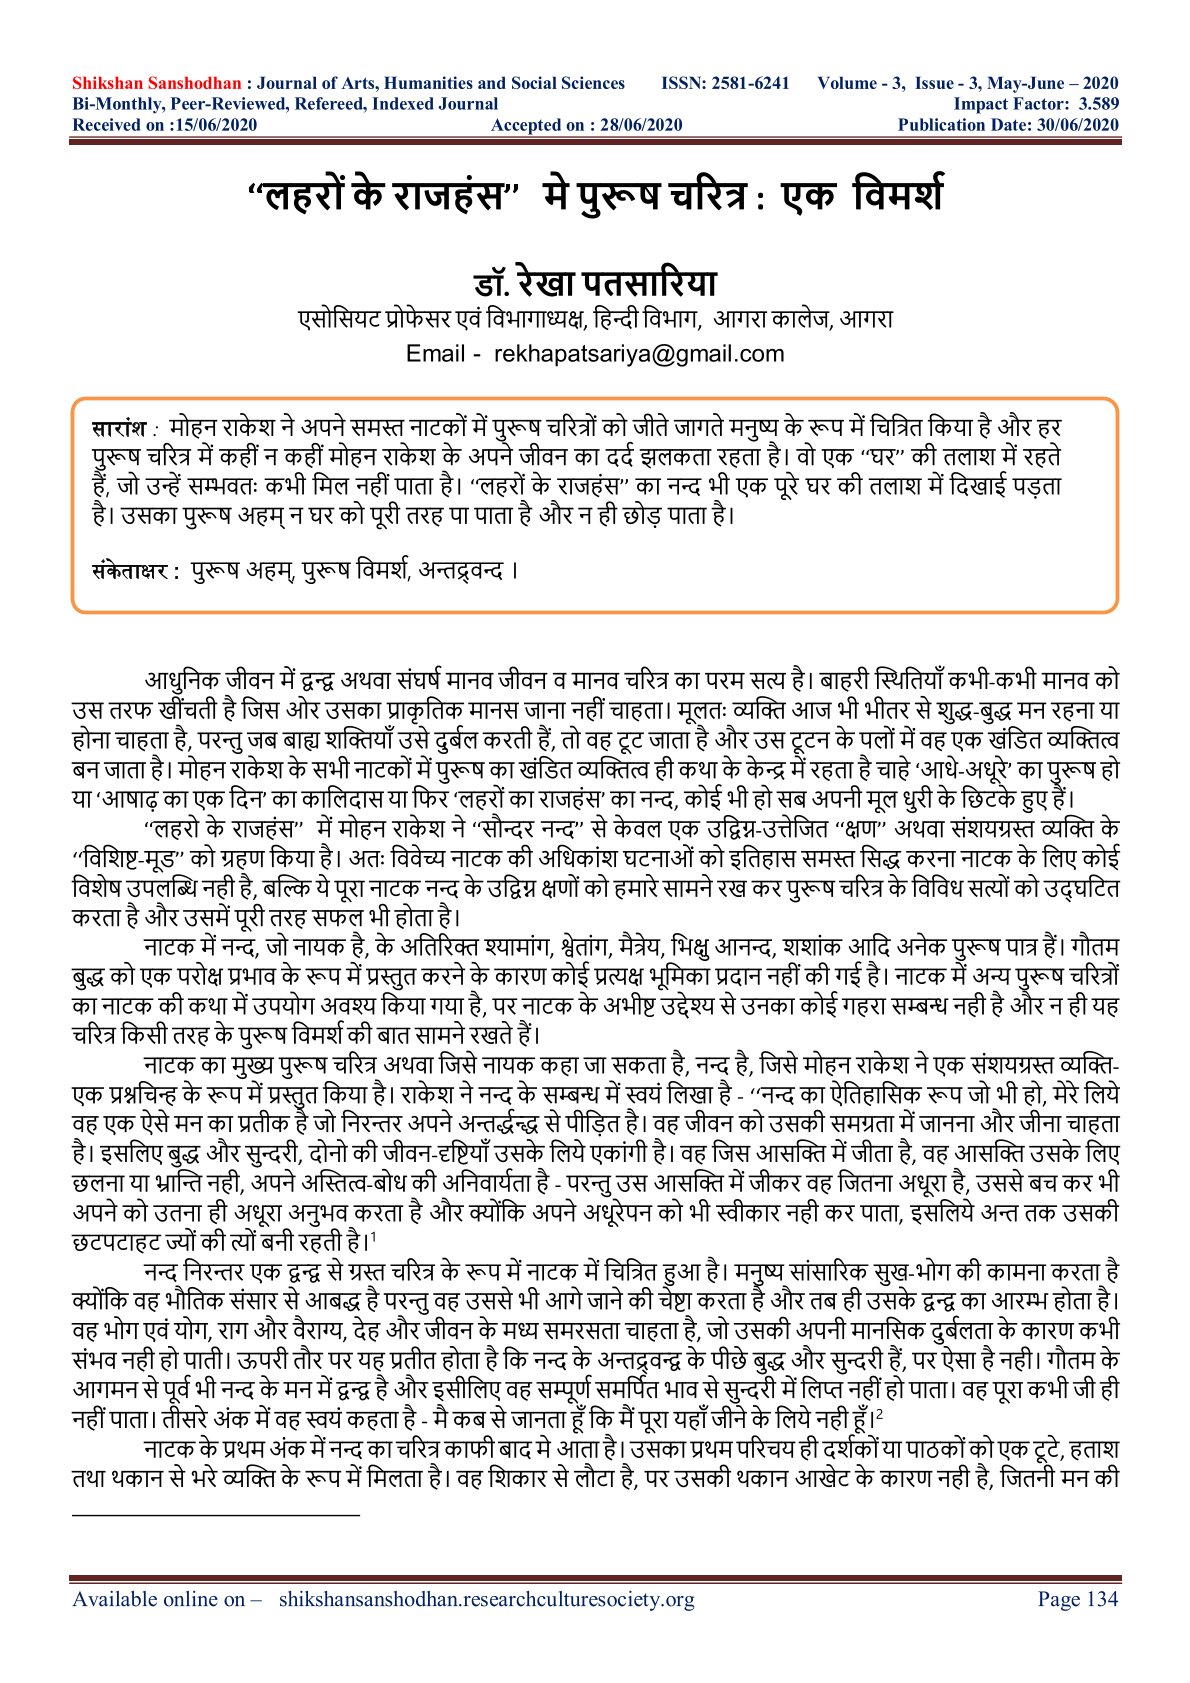 Shikshan Sanshodhan : Journal of Arts, Humanities and Social Sciences ISSN: 2581-6241 Volume - 3, Issue - 3, May-June – 2020
Bi-Monthly, Peer-Reviewed, Refereed, Indexed Journal Impact Factor: 3.589
Received on :15/06/2020 Accepted on : 28/06/2020 Publication Date: 30/06/2020
“लहरों के राजहंस” मे पुरूष चरित्र : एक विमर्श
डॉ. रेखा पतसारिया
एसोसियट प्रोफेसर एवं विभागाध्यक्ष, हिन्दी विभाग, आगरा कालेज, आगरा
Email - rekhapatsariya@gmail.com
सारांश : मोहन राकेश ने अपने समस्त नाटकों में पुरूष चरित्रों को जीते जागते मनुष्य के रूप में चित्रित किया है और हर
पुरूष चरित्र में कहीं न कहीं मोहन राकेश के अपने जीवन का दर्द झलकता रहता है। वो एक “घर” की तलाश में रहते
हैं, जो उन्हें सम्भवतः कभी मिल नहीं पाता है। “लहरों के राजहंस” का नन्द भी एक पूरे घर की तलाश में दिखाई पड़ता
है। उसका पुरूष अहम् न घर को पूरी तरह पा पाता है और न ही छोड़ पाता है।
संकेताक्षर : पुरूष अहम्, पुरूष विमर्श, अन्तद्र्वन्द ।
आधुनिक जीवन में द्वन्द्व अथवा संघर्ष मानव जीवन व मानव चरित्र का परम सत्य है। बाहरी स्थितियाँ कभी-कभी मानव को
उस तरफ खींचती है जिस ओर उसका प्राकृतिक मानस जाना नहीं चाहता। मूलतः व्यक्ति आज भी भीतर से शुद्ध-बुद्ध मन रहना या
होना चाहता है, परन्तु जब बाह्य शक्तियाँ उसे दुर्बल करती हैं, तो वह टूट जाता है और उस टूटन के पलों में वह एक खंडित व्यक्तित्व
बन जाता है। मोहन राकेश के सभी नाटकों में पुरूष का खंडित व्यक्तित्व ही कथा के केन्द्र में रहता है चाहे ‘आधे-अधूरे’ का पुरूष हो
या ‘आषाढ़ का एक दिन’ का कालिदास या फिर ‘लहरों का राजहंस’ का नन्द, कोई भी हो सब अपनी मूल धुरी के छिटके हुए हैं।
“लहरो के राजहंस” में मोहन राकेश ने “सौन्दर नन्द” से केवल एक उद्विग्न-उत्तेजित “क्षण” अथवा संशयग्रस्त व्यक्ति के
“विशिष्ट-मूड” को ग्रहण किया है। अतः विवेच्य नाटक की अधिकांश घटनाओं को इतिहास समस्त सिद्ध करना नाटक के लिए कोई
विशेष उपलब्धि नही है, बल्कि ये पूरा नाटक नन्द के उद्विग्न क्षणों को हमारे सामने रख कर पुरूष चरित्र के विविध सत्यों को उद्घटित
करता है और उसमें पूरी तरह सफल भी होता है।
नाटक में नन्द, जो नायक है, के अतिरिक्त श्यामांग, श्वेतांग, मैत्रेय, भिक्षु आनन्द, शशांक आदि अनेक पुरूष पात्र हैं। गौतम
बुद्ध को एक परोक्ष प्रभाव के रूप में प्रस्तुत करने के कारण कोई प्रत्यक्ष भूमिका प्रदान नहीं की गई है। नाटक में अन्य पुरूष चरित्रों
का नाटक की कथा में उपयोग अवश्य किया गया है, पर नाटक के अभीष्ट उद्देश्य से उनका कोई गहरा सम्बन्ध नही है और न ही यह
चरित्र किसी तरह के पुरूष विमर्श की बात सामने रखते हैं।
नाटक का मुख्य पुरूष चरित्र अथवा जिसे नायक कहा जा सकता है, नन्द है, जिसे मोहन राकेश ने एक संशयग्रस्त व्यक्ति-
एक प्रश्नचिन्ह के रूप में प्रस्तुत किया है। राकेश ने नन्द के सम्बन्ध में स्वयं लिखा है - “नन्द का ऐतिहासिक रूप जो भी हो, मेरे लिये
वह एक ऐसे मन का प्रतीक है जो निरन्तर अपने अन्तर्द्धन्द्ध से पीड़ित है। वह जीवन को उसकी समग्रता में जानना और जीना चाहता
है। इसलिए बुद्ध और सुन्दरी, दोनो की जीवन-दृष्टियाँ उसके लिये एकांगी है। वह जिस आसक्ति में जीता है, वह आसक्ति उसके लिए
छलना या भ्रान्ति नही, अपने अस्तित्व-बोध की अनिवार्यता है - परन्तु उस आसक्ति में जीकर वह जितना अधूरा है, उससे बच कर भी
अपने को उतना ही अधूरा अनुभव करता है और क्योंकि अपने अधूरेपन को भी स्वीकार नही कर पाता, इसलिये अन्त तक उसकी
छटपटाहट ज्यों की त्यों बनी रहती है।1
नन्द निरन्तर एक द्वन्द्व से ग्रस्त चरित्र के रूप में नाटक में चित्रित हुआ है। मनुष्य सांसारिक सुख-भोग की कामना करता है
क्योंकि वह भौतिक संसार से आबद्ध है परन्तु वह उससे भी आगे जाने की चेष्टा करता है और तब ही उसके द्वन्द्व का आरम्भ होता है।
वह भोग एवं योग, राग और वैराग्य, देह और जीवन के मध्य समरसता चाहता है, जो उसकी अपनी मानसिक दुर्बलता के कारण कभी
संभव नही हो पाती। ऊपरी तौर पर यह प्रतीत होता है कि नन्द के अन्तद्र्वन्द्व के पीछे बुद्ध और सुन्दरी हैं, पर ऐसा है नही। गौतम के
आगमन से पूर्व भी नन्द के मन में द्वन्द्व है और इसीलिए वह सम्पूर्ण समर्पित भाव से सुन्दरी में लिप्त नहीं हो पाता। वह पूरा कभी जी ही
नहीं पाता। तीसरे अंक में वह स्वयं कहता है - मै कब से जानता हूँ कि मैं पूरा यहाँ जीने के लिये नही हूँ।2
नाटक के प्रथम अंक में नन्द का चरित्र काफी बाद मे आता है। उसका प्रथम परिचय ही दर्शकों या पाठकों को एक टूटे, हताश
तथा थकान से भरे व्यक्ति के रूप में मिलता है। वह शिकार से लौटा है, पर उसकी थकान आखेट के कारण नही है, जितनी मन की
Available online on – shikshansanshodhan.researchculturesociety.org Page 134